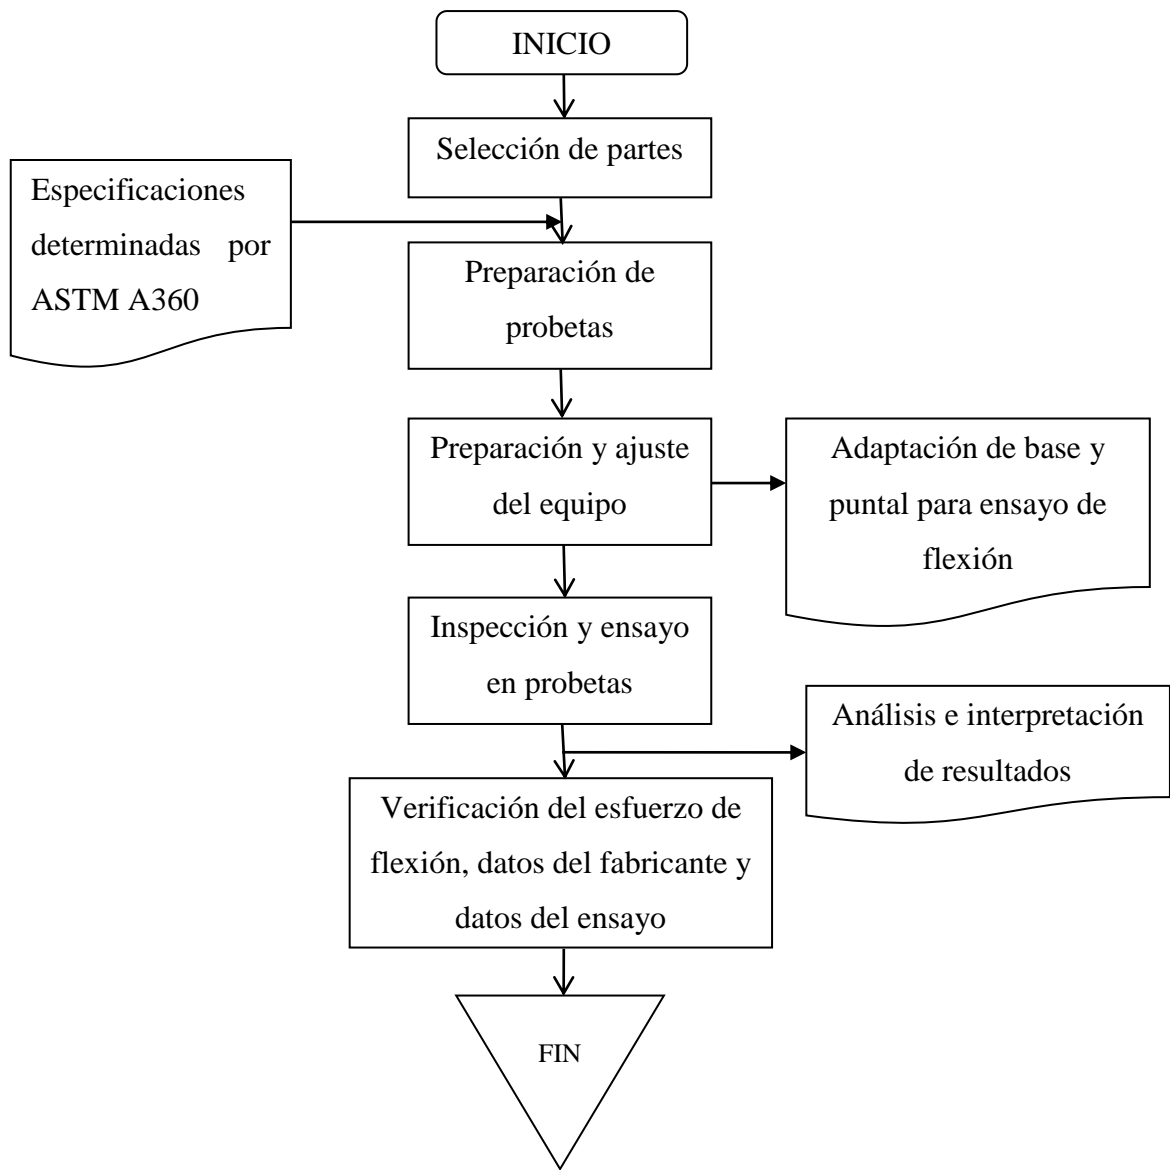 INICIO
Selección de partes
Especificaciones
determinadas por
ASTM A360
Preparación de
probetas
Preparación y ajuste
del equipo
Adaptación de base y
puntal para ensayo de
flexión
Inspección y ensayo
en probetas
Análisis e interpretación
de resultados
Verificación del esfuerzo de
flexión, datos del fabricante y
datos del ensayo
FIN